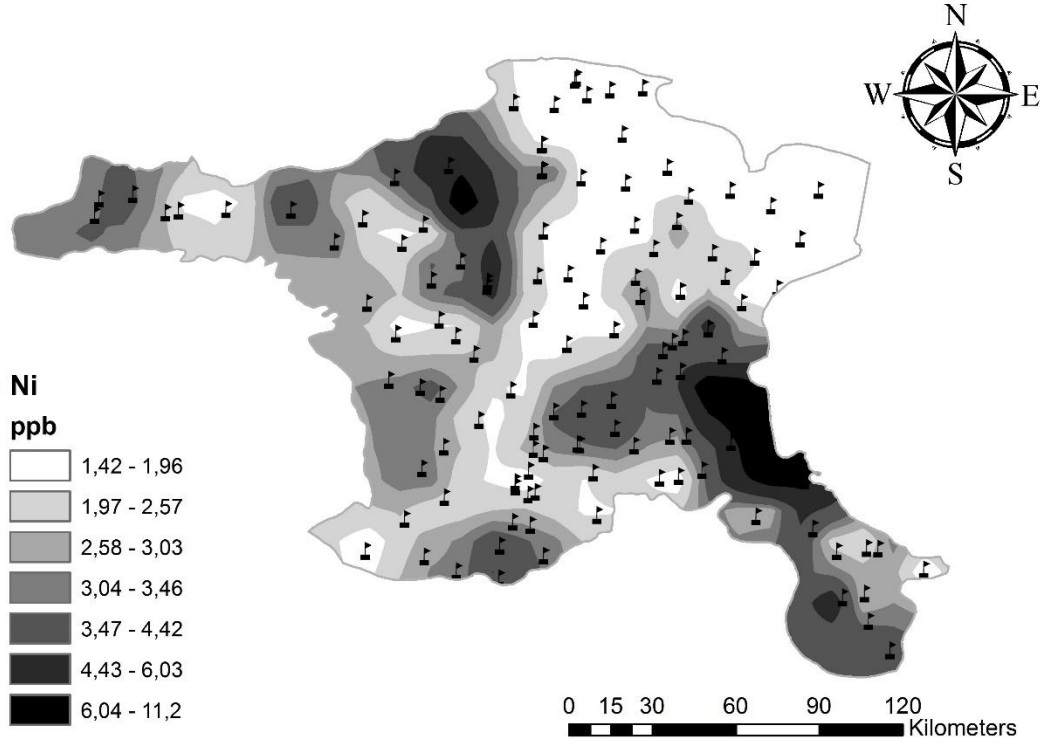 N
W E
S
Ni
ppb
1,42 - 1,96
1,97 - 2,57
2,58 - 3,03
3,04 - 3,46
3,47 - 4,42
4,43 - 6,03
6,04 - 11,2
0 15 30 60 90 120
Kilometers